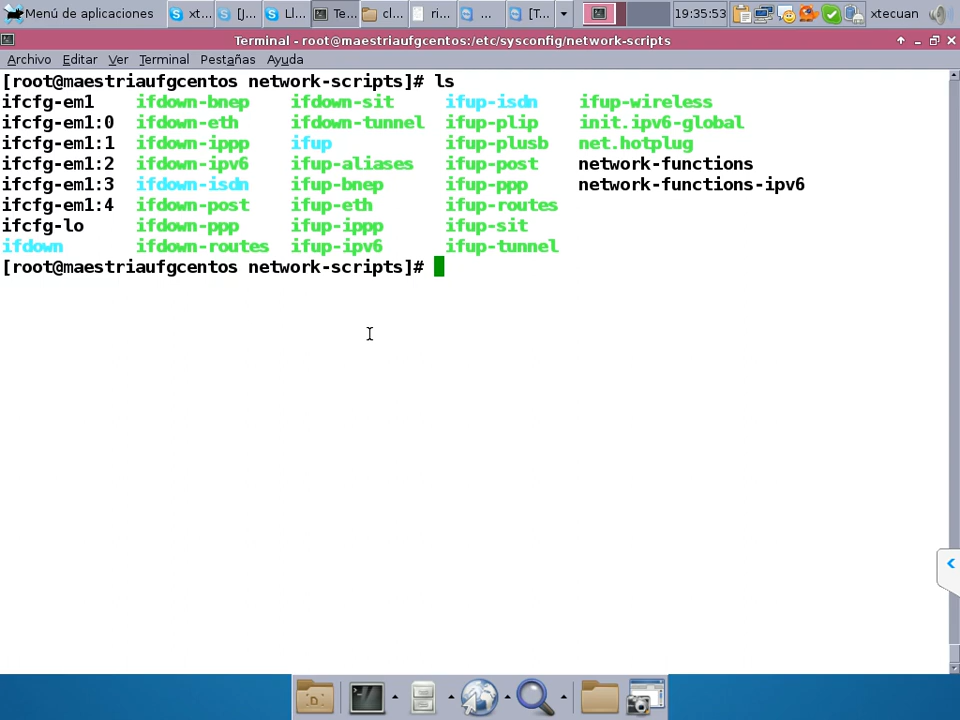 Menú de aplicaciones xt... [J... Ll... Te... cl... ri... ... [T... 19:35:53 xtecuan
Terminal - root@maestriaufgcentos:/etc/sysconfig/network-scripts
Archivo Editar Ver Terminal Pestañas Ayuda
[root@maestriaufgcentos network-scripts]# ls
ifcfg-em1 ifdown-bnep ifdown-sit ifup-isdn ifup-wireless
ifcfg-em1:0 ifdown-eth ifdown-tunnel ifup-plip init.ipv6-global
ifcfg-em1:1 ifdown-ippp ifup ifup-plusb net.hotplug
ifcfg-em1:2 ifdown-ipv6 ifup-aliases ifup-post network-functions
ifcfg-em1:3 ifdown-isdn ifup-bnep ifup-ppp network-functions-ipv6
ifcfg-em1:4 ifdown-post ifup-eth ifup-routes
ifcfg-lo ifdown-ppp ifup-ippp ifup-sit
ifdown ifdown-routes ifup-ipv6 ifup-tunnel
[root@maestriaufgcentos network-scripts]#